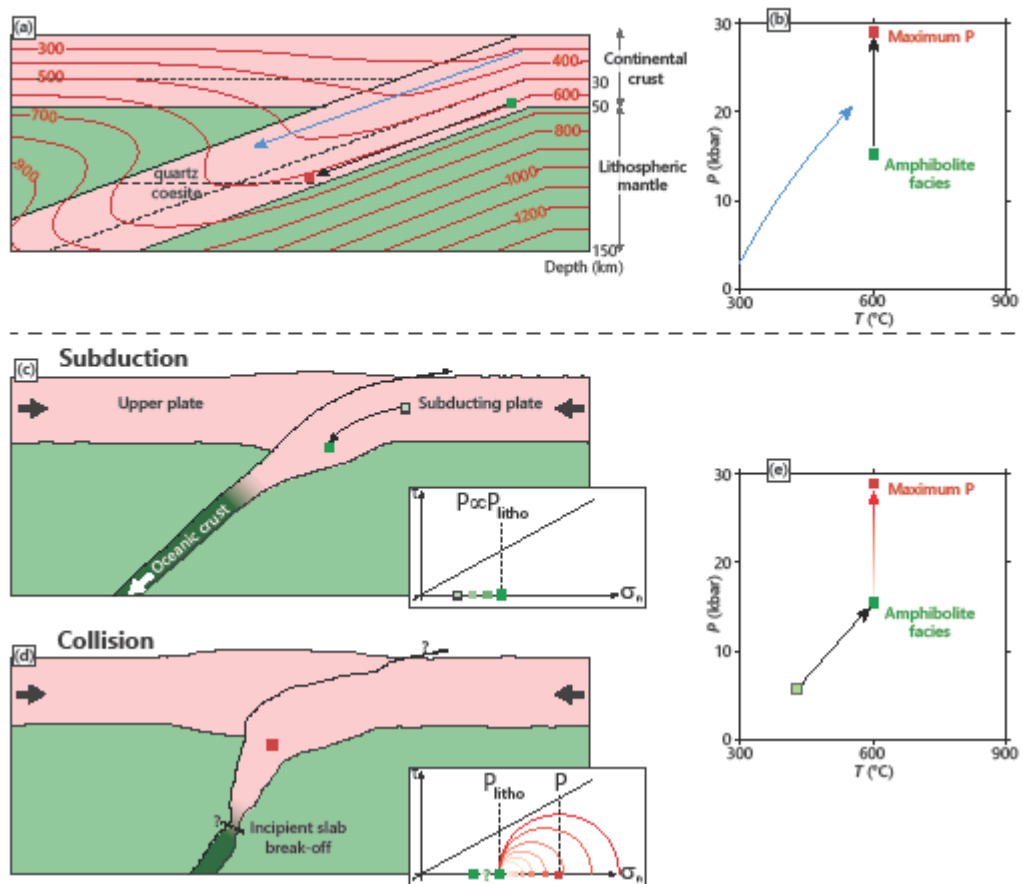 (a)
300
500
700
900
quartz
coesite
400
600
800
1000
1200
Continental
crust
30
50
Lithospheric
mantle
150
Depth (km)
(b)
30
20
10
0
P (kbar)
Maximum P
Amphibolite
facies
300
600
900
T (°C)
(c)
Subduction
Upper plate
Subducting plate
Oceanic crust
τ
P∝P litho
σn
(d)
Collision
?
?
Incipient slab
break-off
τ
P litho
P
?
σn
(e)
30
20
10
0
P (kbar)
Maximum P
Amphibolite
facies
300
600
900
T (°C)